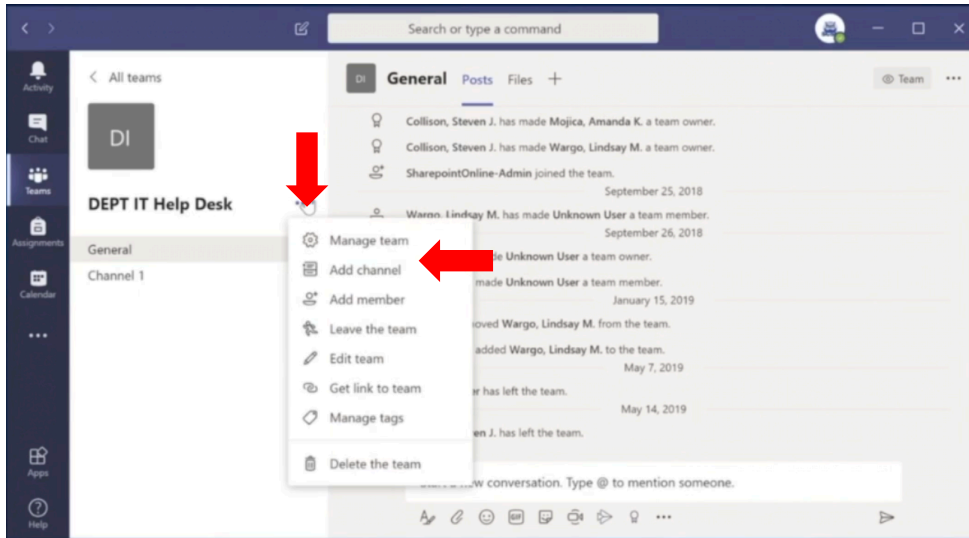 Search or type a command
Activity
Chat
Teams
Assignments
Calendar
Apps
Help
All teams
DI
DEPT IT Help Desk
General
Channel 1
Manage team
Add channel
Add member
Leave the team
Edit team
Get link to team
Manage tags
Delete the team
DI General Posts Files Team
Collison, Steven J. has made Mojica, Amanda K. a team owner.
Collison, Steven J. has made Wargo, Lindsay M. a team owner.
SharepointOnline-Admin joined the team.
September 25, 2018
Wargo, Lindsay M. has made Unknown User a team member.
September 26, 2018
Unknown User a team owner.
made Unknown User a team member.
January 15, 2019
Wargo, Lindsay M. from the team.
added Wargo, Lindsay M. to the team.
May 7, 2019
has left the team.
May 14, 2019
J. has left the team.
conversation. Type @ to mention someone.
GIF